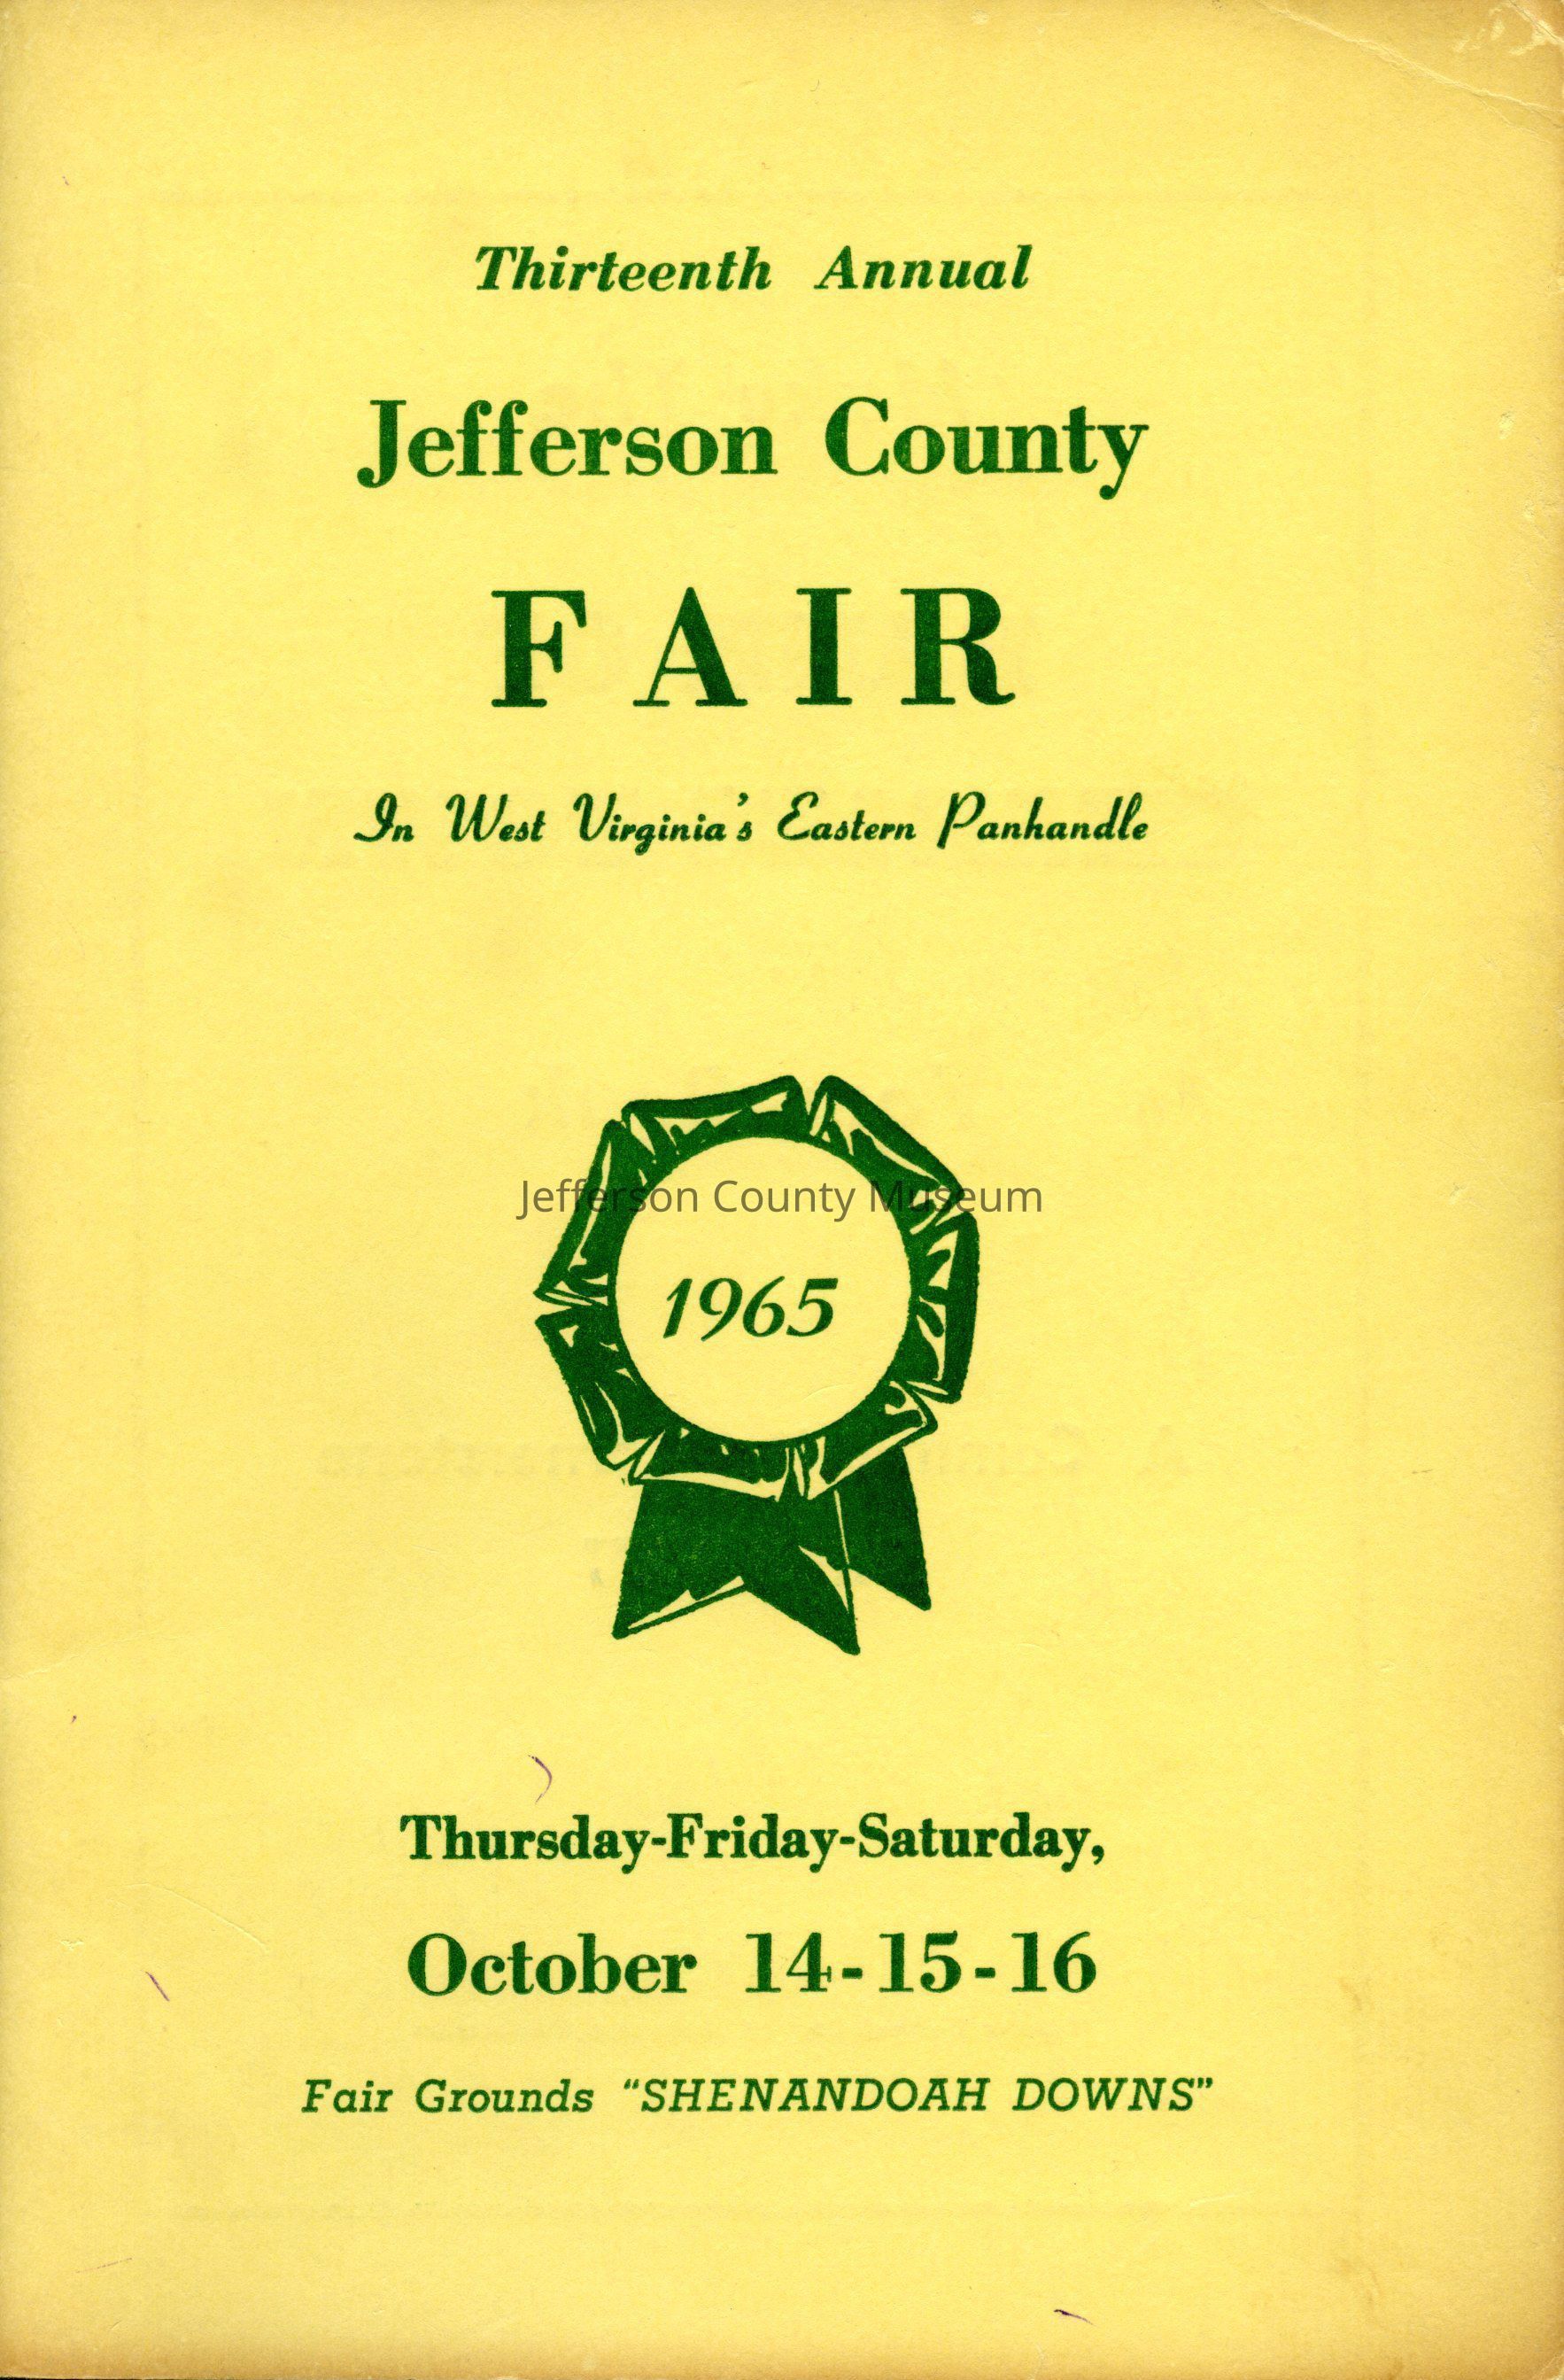 Thirteenth Annual
Jefferson County
FAIR
In West Virginia's Eastern Panhandle
Jefferson County Museum
1965
Thursday-Friday-Saturday,
October 14-15-16
Fair Grounds "SHENANDOAH DOWNS"